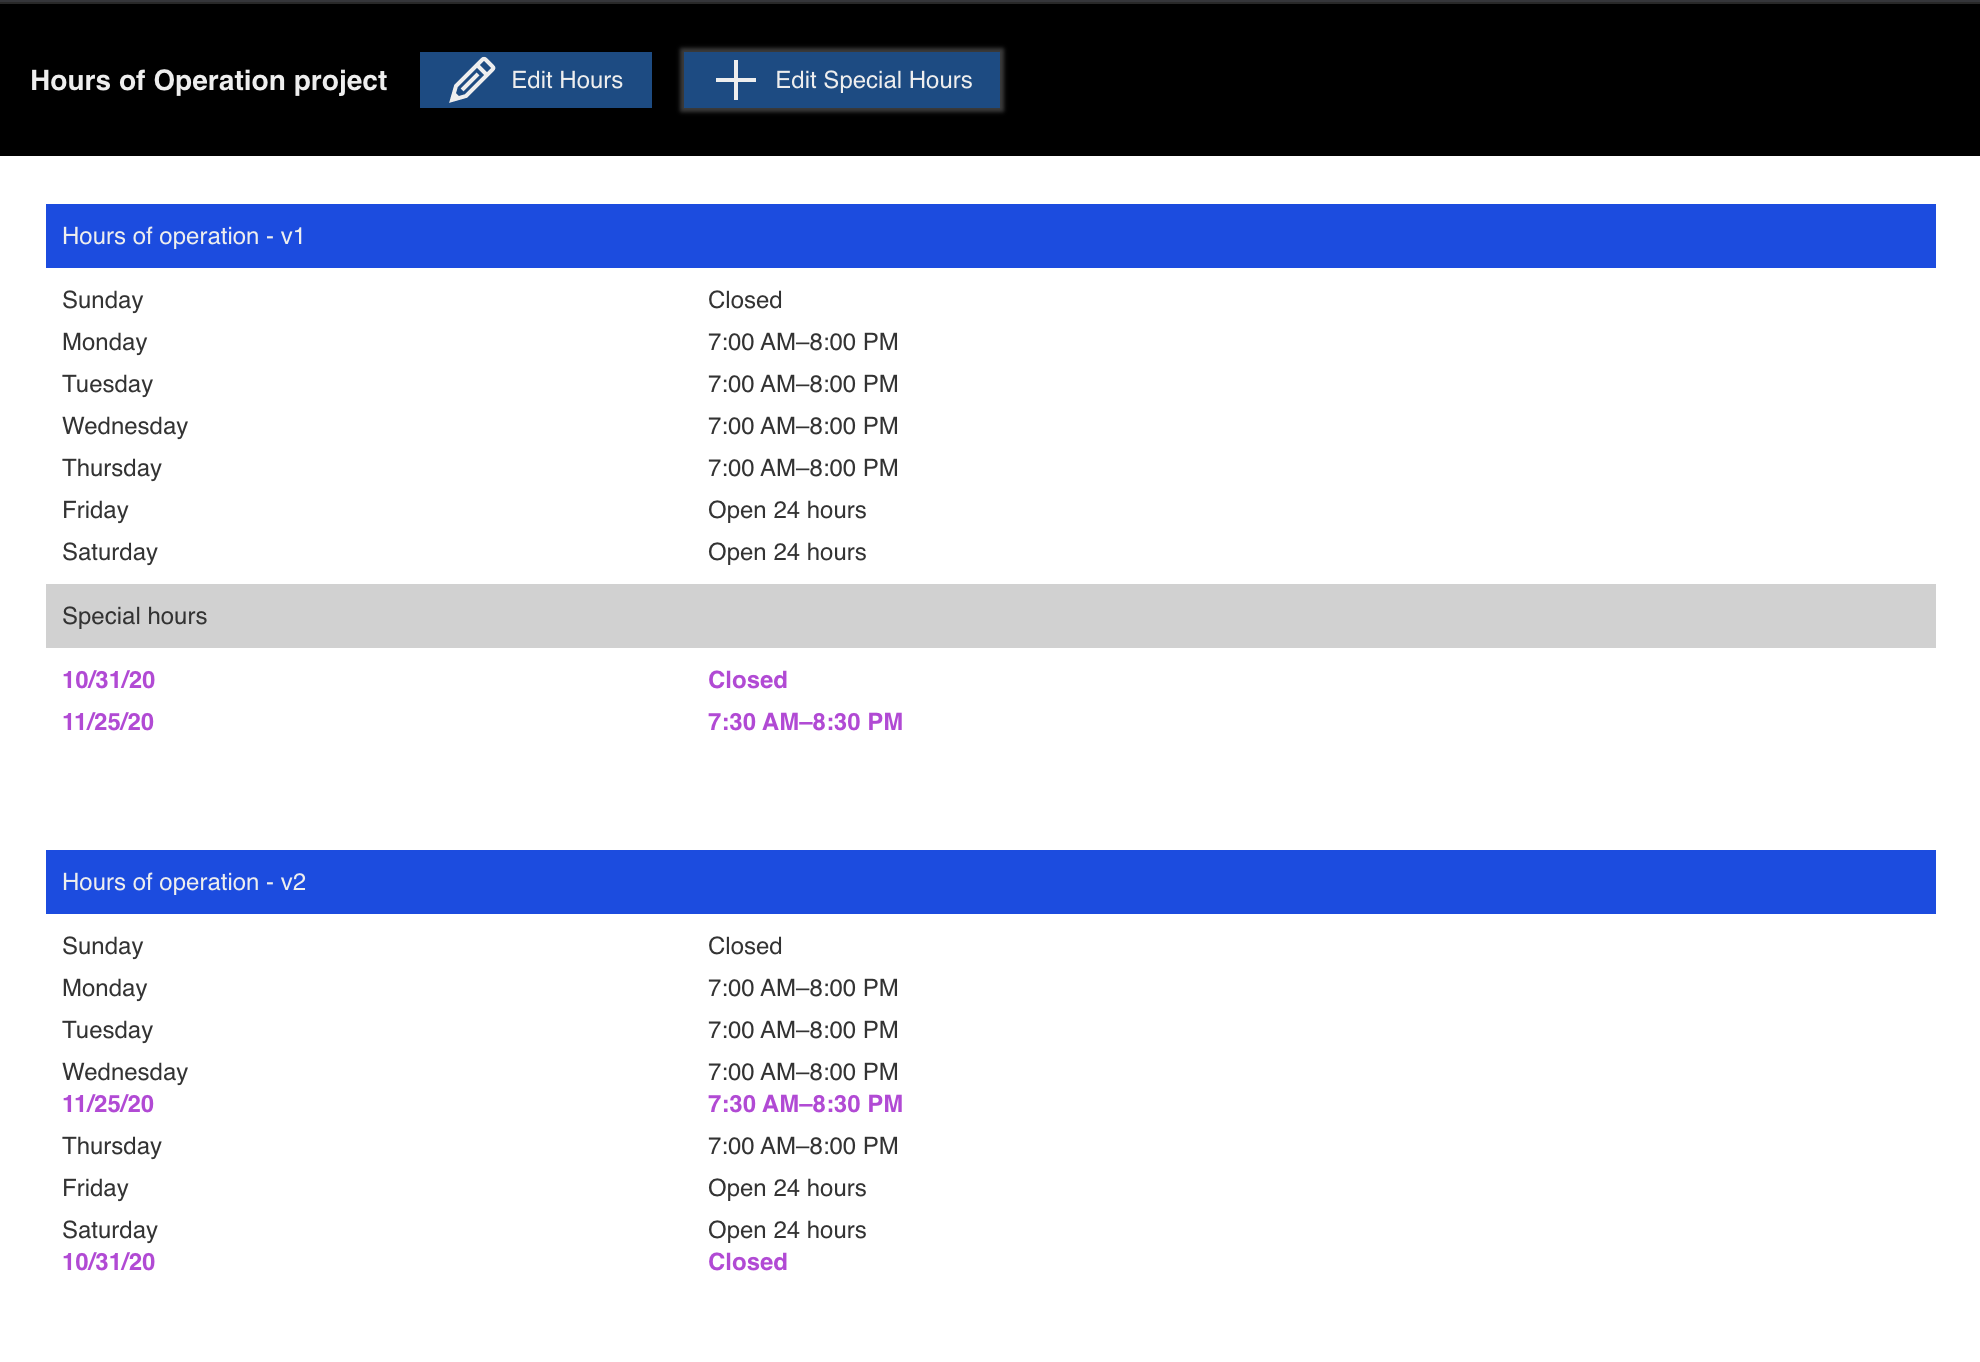 Hours of Operation project Edit Hours Edit Special Hours
Hours of operation - v1
Sunday Closed
Monday 7:00 AM–8:00 PM
Tuesday 7:00 AM–8:00 PM
Wednesday 7:00 AM–8:00 PM
Thursday 7:00 AM–8:00 PM
Friday Open 24 hours
Saturday Open 24 hours
Special hours
10/31/20 Closed
11/25/20 7:30 AM–8:30 PM
Hours of operation - v2
Sunday Closed
Monday 7:00 AM–8:00 PM
Tuesday 7:00 AM–8:00 PM
Wednesday 7:00 AM–8:00 PM
11/25/20 7:30 AM–8:30 PM
Thursday 7:00 AM–8:00 PM
Friday Open 24 hours
Saturday Open 24 hours
10/31/20 Closed